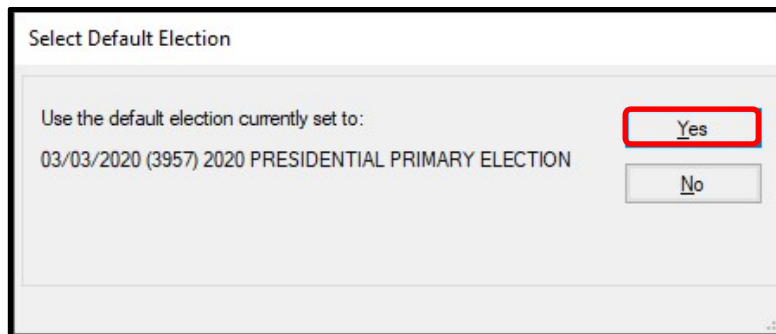 Select Default Election
Use the default election currently set to:
Yes
03/03/2020 (3957) 2020 PRESIDENTIAL PRIMARY ELECTION
No